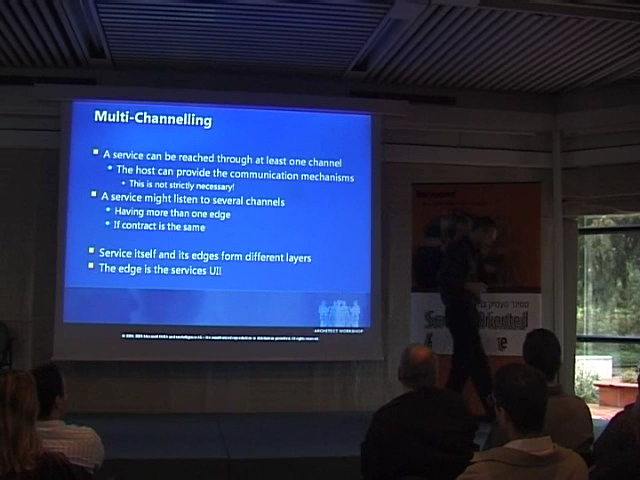 Multi-Channelling
A service can be reached through at least one channel
The host can provide the communication mechanisms
This is not strictly necessary!
A service might listen to several channels
Having more than one edge
If contract is the same
Service itself and its edges form different layers
The edge is the services UI!
ARCHITECT WORKSHOP
Oriented